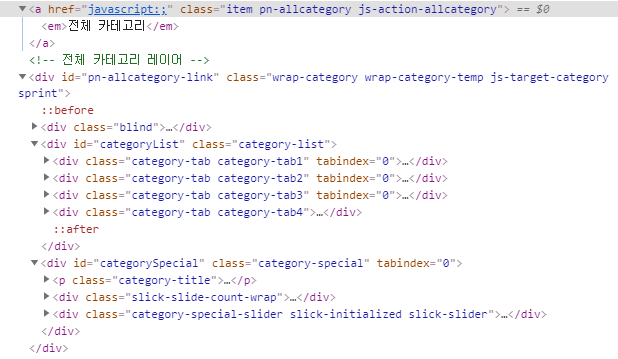 <a href="javascript:;" class="item pn-allcategory js-action-allcategory"> == $0
<em>전체 카테고리</em>
</a>
<!-- 전체 카테고리 레이어 -->
<div id="pn-allcategory-link" class="wrap-category wrap-category-temp js-target-category
sprint">
::before
<div class="blind">…</div>
<div id="categoryList" class="category-list">
<div class="category-tab category-tab1" tabindex="0">…</div>
<div class="category-tab category-tab2" tabindex="0">…</div>
<div class="category-tab category-tab3" tabindex="0">…</div>
<div class="category-tab category-tab4">…</div>
::after
</div>
<div id="categorySpecial" class="category-special" tabindex="0">
<p class="category-title">…</p>
<div class="slick-slide-count-wrap">…</div>
<div class="category-special-slider slick-initialized slick-slider">…</div>
</div>
</div>